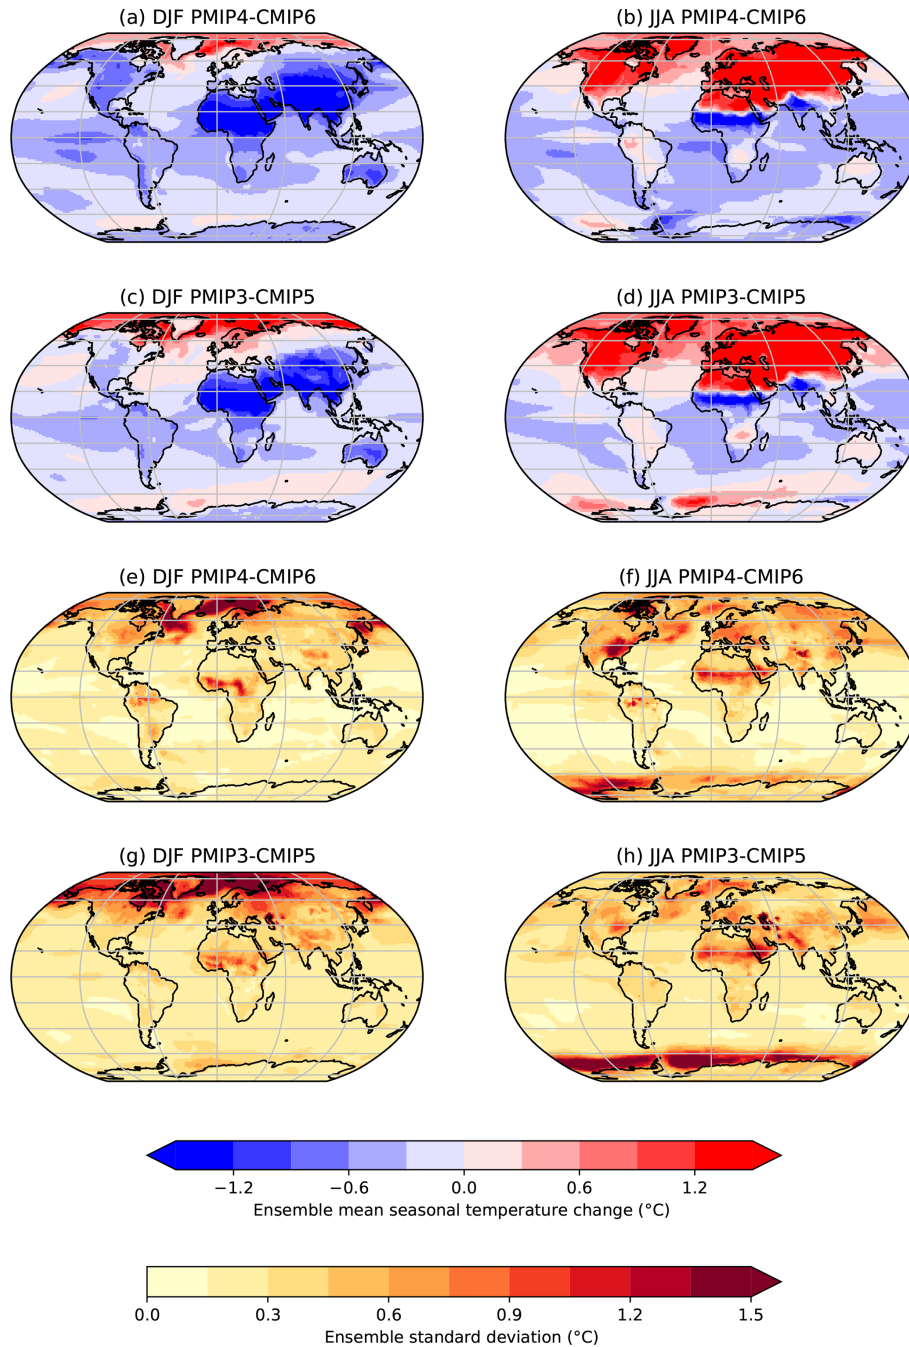 (a) DJF PMIP4-CMIP6
(b) JJA PMIP4-CMIP6
(c) DJF PMIP3-CMIP5
(d) JJA PMIP3-CMIP5
(e) DJF PMIP4-CMIP6
(f) JJA PMIP4-CMIP6
(g) DJF PMIP3-CMIP5
(h) JJA PMIP3-CMIP5
−1.2 −0.6 0.0 0.6 1.2
Ensemble mean seasonal temperature change (°C)
0.0 0.3 0.6 0.9 1.2 1.5
Ensemble standard deviation (°C)